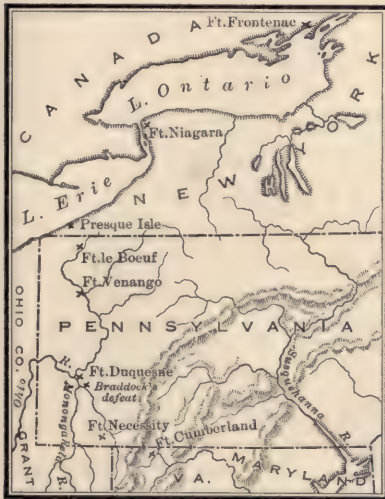 Ft. Frontenac
CANADA
L. Ontario
Ft. Niagara
NEW YORK
L. Erie
Presque Isle
Ft. le Boeuf
Ft. Venango
PENNSYLVANIA
OHIO CO. OHIO R.
GRANT
Ft. Duquesne
Braddock's
defeat
Monongahela R.
Ft. Necessity
Ft. Cumberland
Susquehanna R.
VA.
MARYLAND